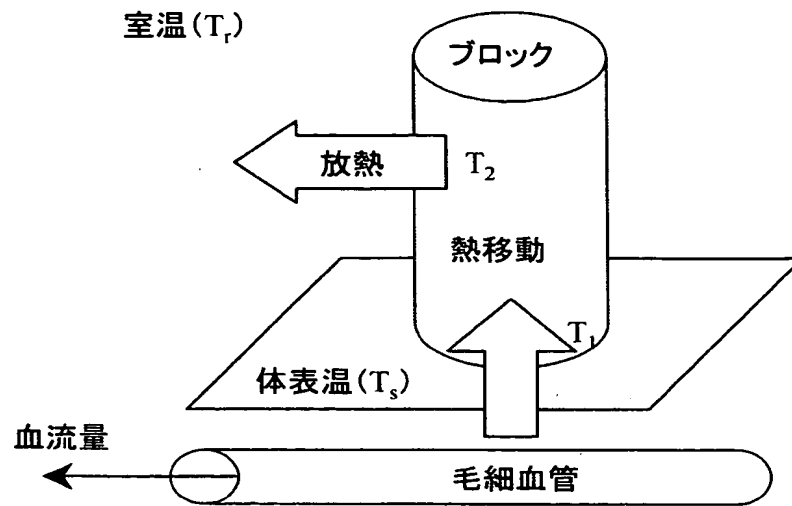 室温(Tr)
ブロック
放熱
T2
熱移動
T1
体表温(Ts)
血流量
毛細血管